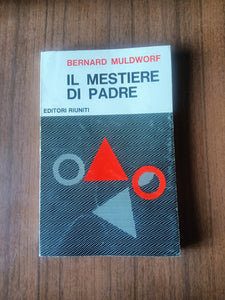 BERNARD MULDWORF
IL MESTIERE
DI PADRE
EDITORI RIUNITI